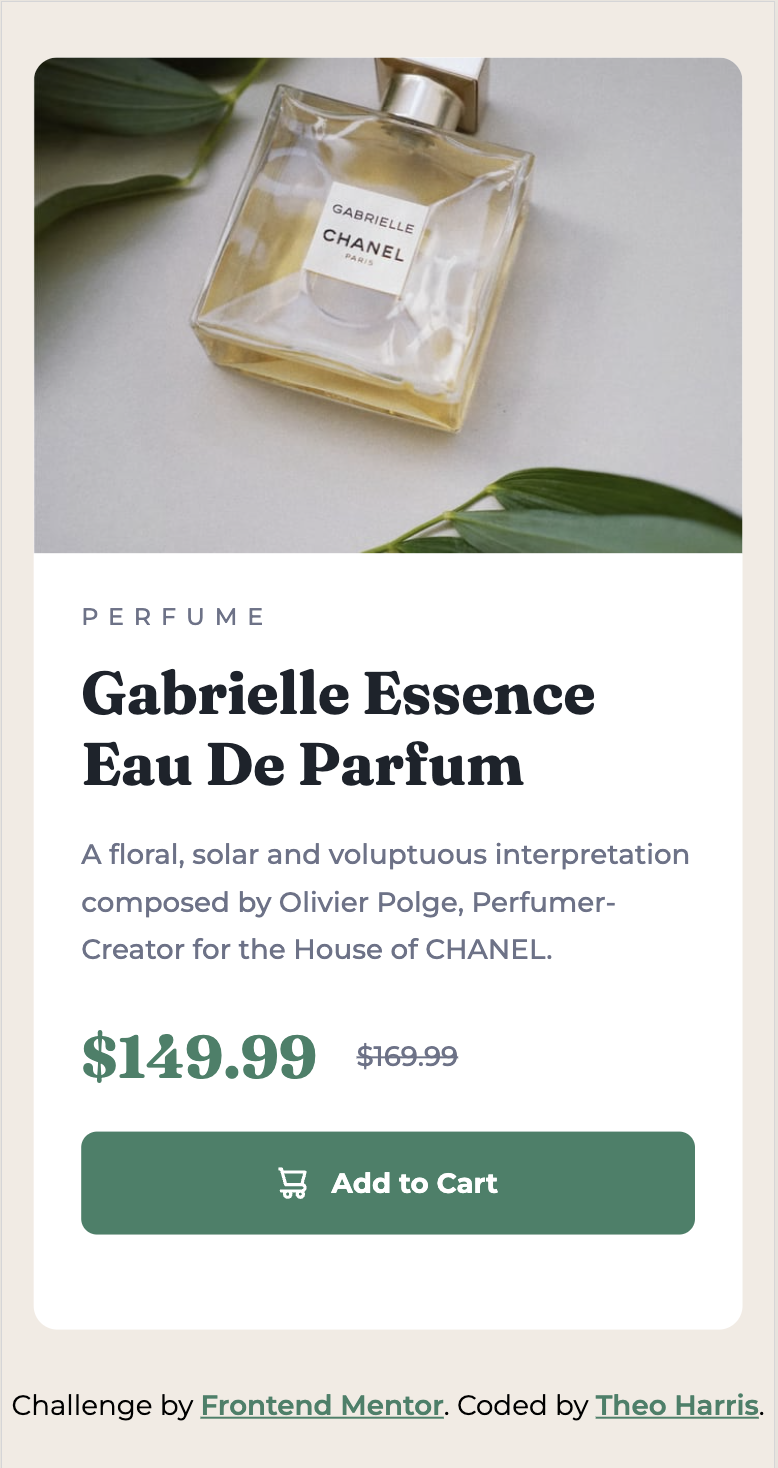 GABRIELLE
CHANEL
PARIS
PERFUME
Gabrielle Essence
Eau De Parfum
A floral, solar and voluptuous interpretation
composed by Olivier Polge, Perfumer-
Creator for the House of CHANEL.
$149.99 $169.99
Add to Cart
Challenge by Frontend Mentor. Coded by Theo Harris.